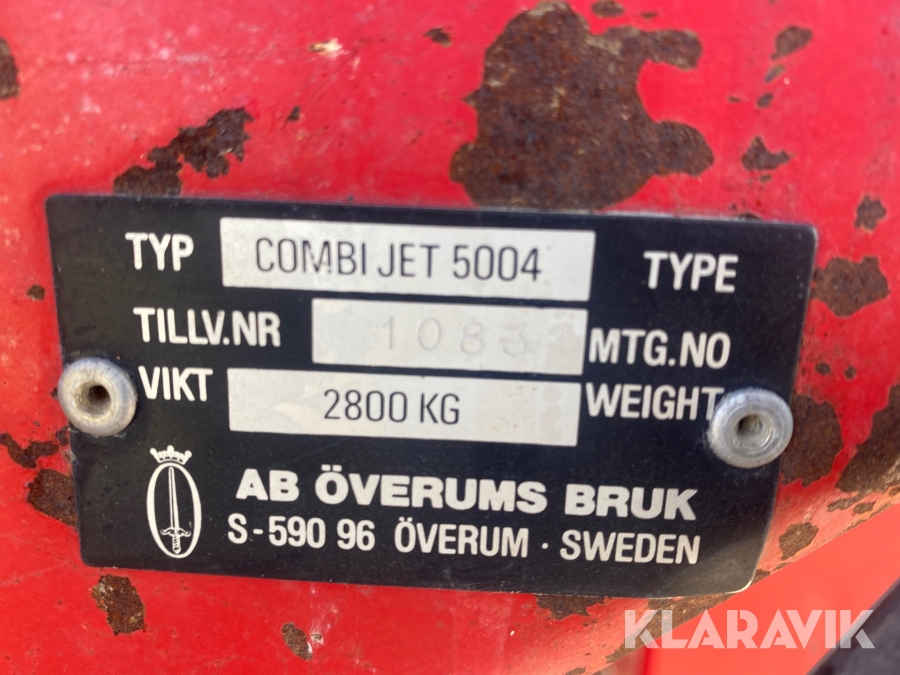 TYP COMBI JET 5004 TYPE
TILLV.NR 10831 MTG.NO
VIKT 2800 KG WEIGHT
AB ÖVERUMS BRUK
S-590 96 ÖVERUM · SWEDEN
KLARAVIK